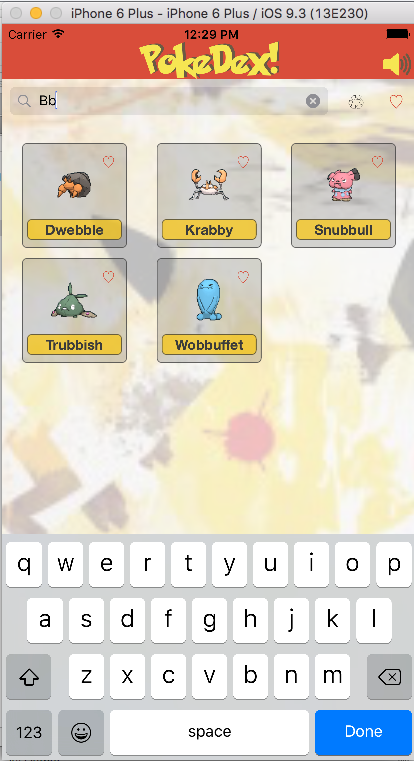 iPhone 6 Plus - iPhone 6 Plus / iOS 9.3 (13E230)
Carrier 12:29 PM
PokeDex!
Bb
Dwebble Krabby Snubbull
Trubbish Wobbuffet
q w e r t y u i o p
a s d f g h j k l
z x c v b n m
123 space Done